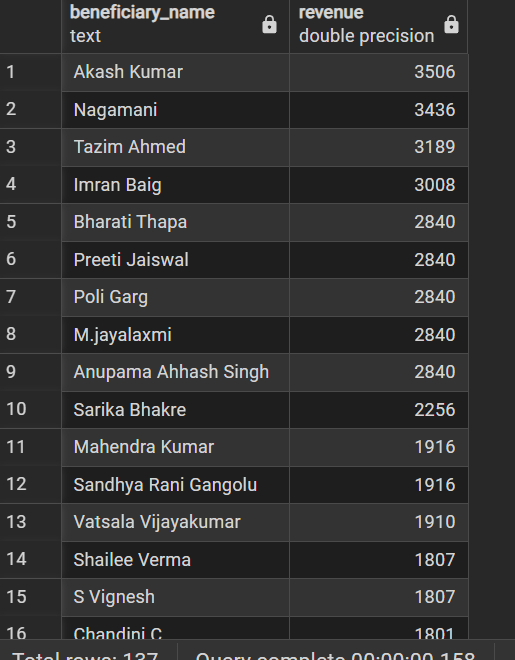 beneficiary_name revenue
text double precision
1 Akash Kumar 3506
2 Nagamani 3436
3 Tazim Ahmed 3189
4 Imran Baig 3008
5 Bharati Thapa 2840
6 Preeti Jaiswal 2840
7 Poli Garg 2840
8 M.jayalaxmi 2840
9 Anupama Ahhash Singh 2840
10 Sarika Bhakre 2256
11 Mahendra Kumar 1916
12 Sandhya Rani Gangolu 1916
13 Vatsala Vijayakumar 1910
14 Shailee Verma 1807
15 S Vignesh 1807
16 Chandini C 1801
Total rows: 137 Query complete 00:00:00.158